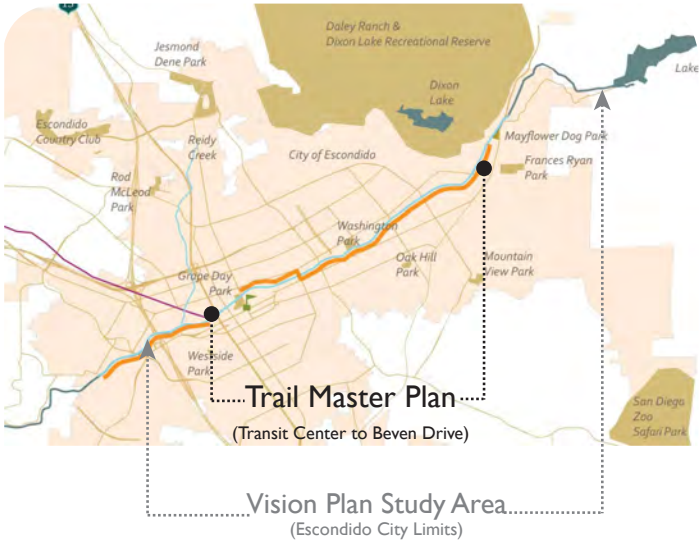 15
Daley Ranch &
Dixon Lake Recreational Reserve
Jesmond
Dene Park
Lake
Dixon
Lake
Escondido
Country Club
Reidy
Creek
City of Escondido
Mayflower Dog Park
Frances Ryan
Park
Rod
McLeod
Park
Washington
Park
Oak Hill
Park
Mountain
View Park
Grape Day
Park
Westside
Park
Trail Master Plan
(Transit Center to Beven Drive)
San Diego
Zoo
Safari Park
Vision Plan Study Area
(Escondido City Limits)